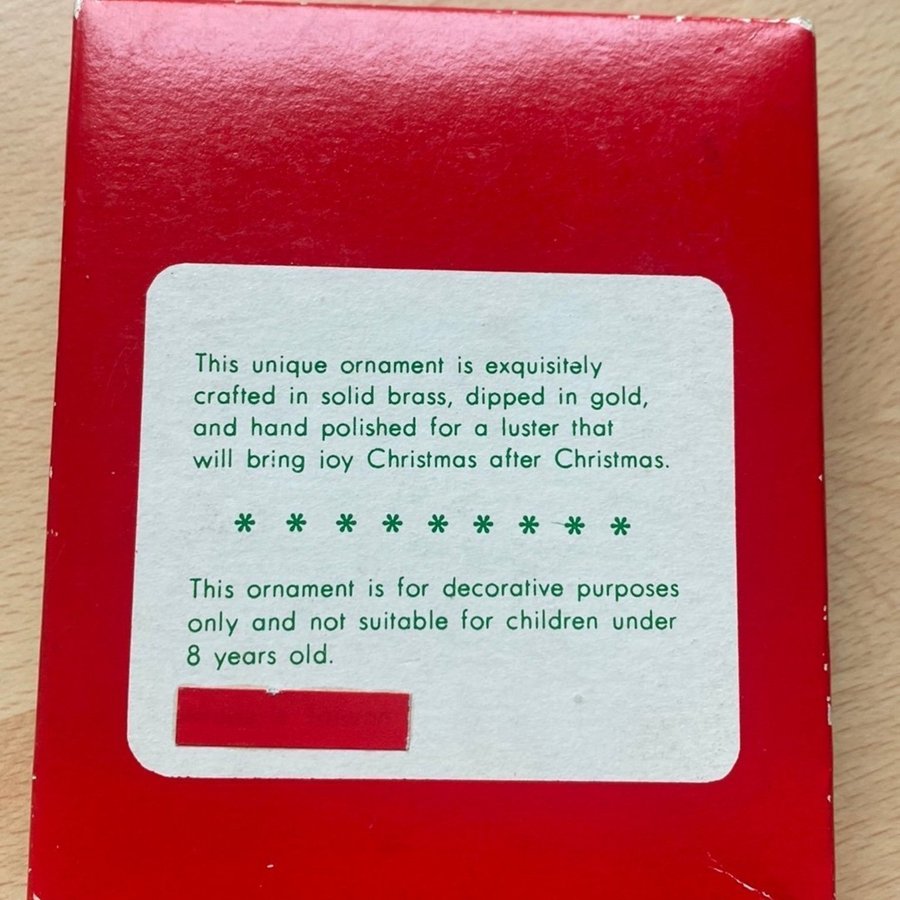 This unique ornament is exquisitely
crafted in solid brass, dipped in gold,
and hand polished for a luster that
will bring joy Christmas after Christmas.
* * * * * * * * *
This ornament is for decorative purposes
only and not suitable for children under
8 years old.